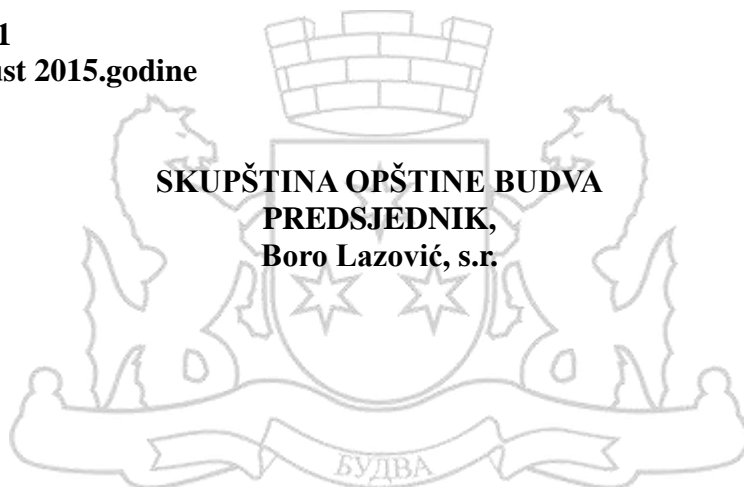 1
ust 2015.godine
SKUPŠTINA OPŠTINE BUDVA
PREDSJEDNIK,
Boro Lazović, s.r.
БУДВА